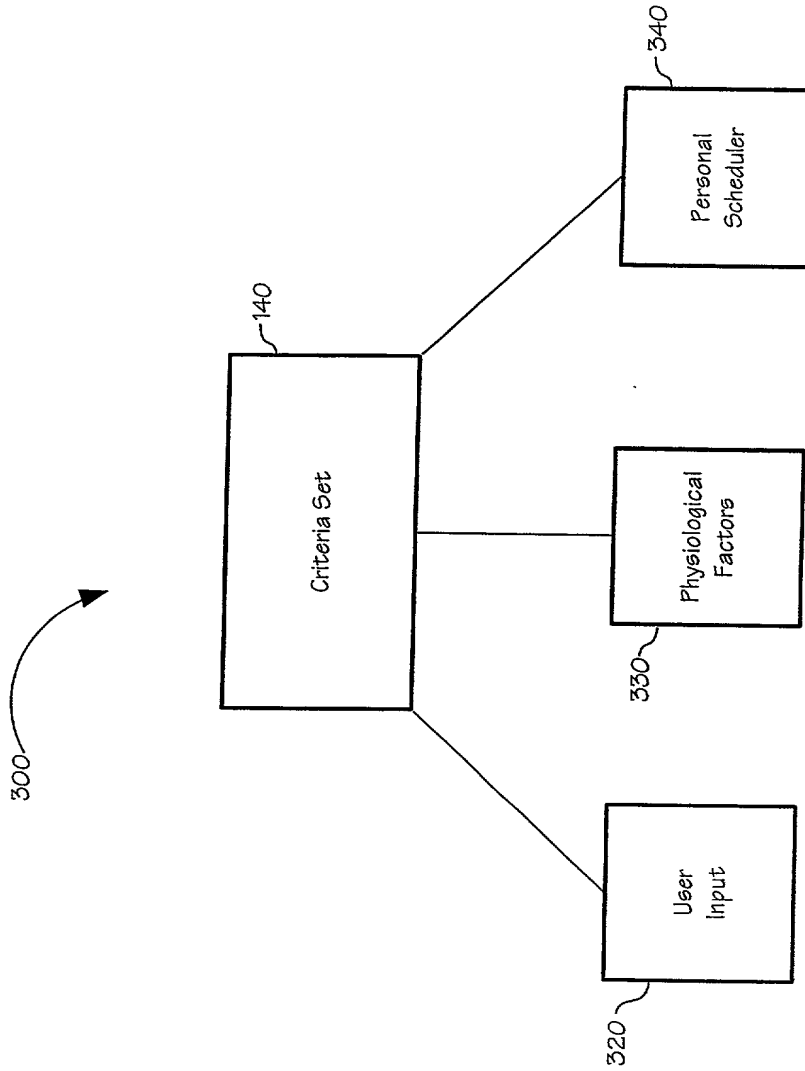 300
140
Criteria Set
320
User
Input
330
Physiological
Factors
340
Personal
Scheduler